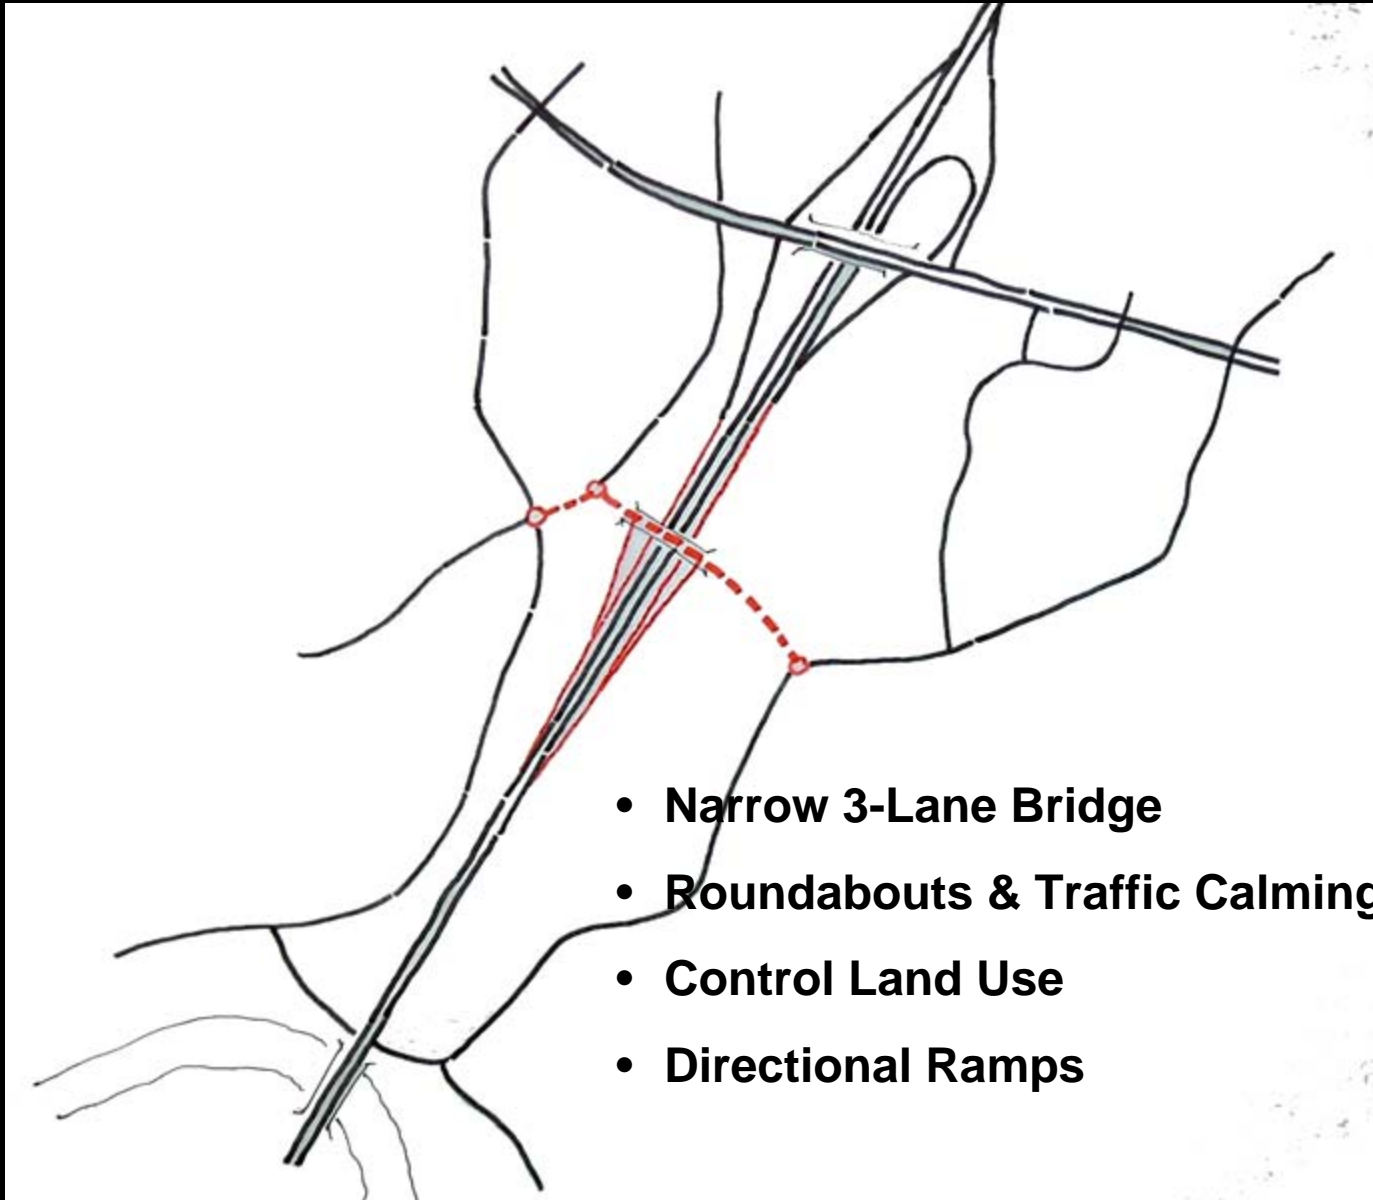 • Narrow 3-Lane Bridge
• Roundabouts & Traffic Calming
• Control Land Use
• Directional Ramps